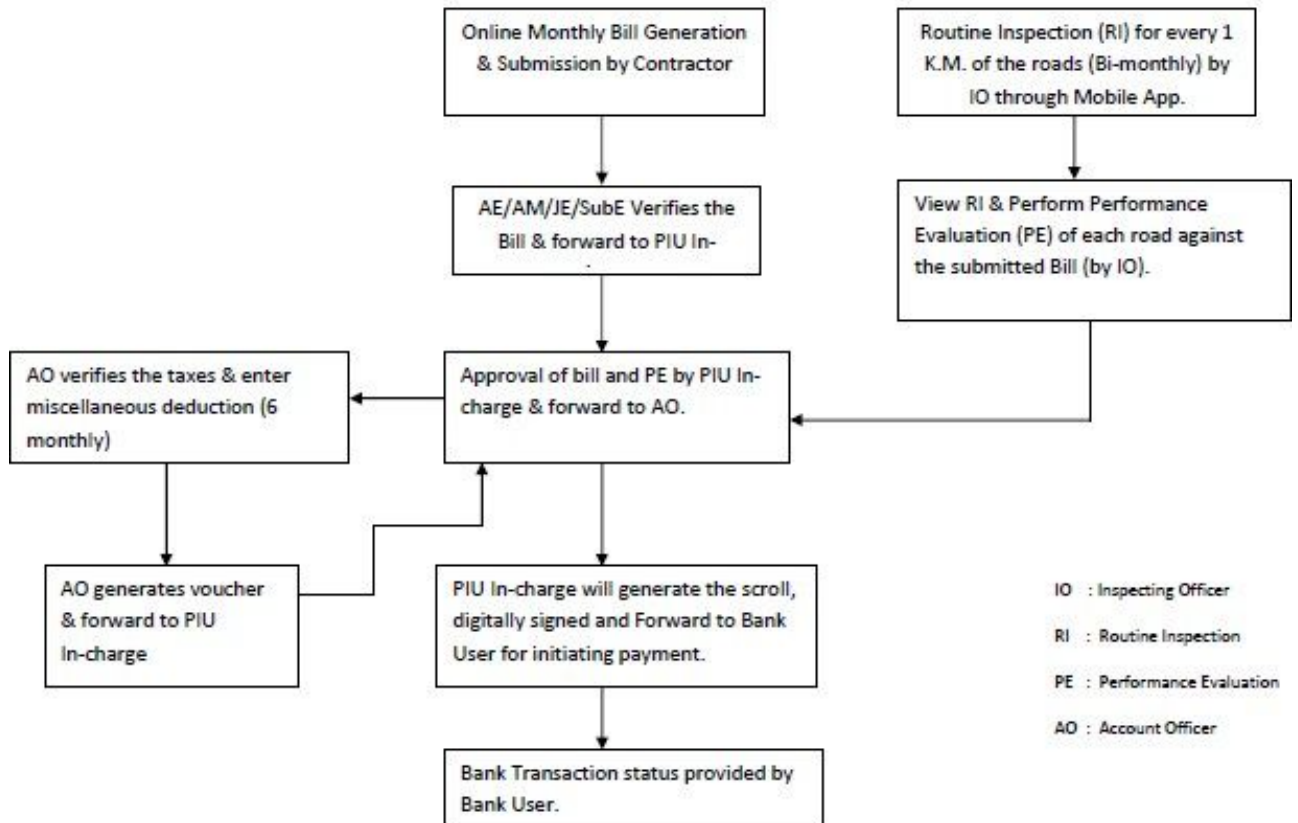 Online Monthly Bill Generation
& Submission by Contractor
Routine Inspection (RI) for every 1
K.M. of the roads (Bi-monthly) by
IO through Mobile App.
AE/AM/JE/SubE Verifies the
Bill & forward to PIU In-
View RI & Perform Performance
Evaluation (PE) of each road against
the submitted Bill (by IO).
AO verifies the taxes & enter
miscellaneous deduction (6
monthly)
Approval of bill and PE by PIU In-
charge & forward to AO.
AO generates voucher
& forward to PIU
In-charge
PIU In-charge will generate the scroll,
digitally signed and Forward to Bank
User for initiating payment.
Bank Transaction status provided by
Bank User.
IO : Inspecting Officer
RI : Routine Inspection
PE : Performance Evaluation
AO : Account Officer